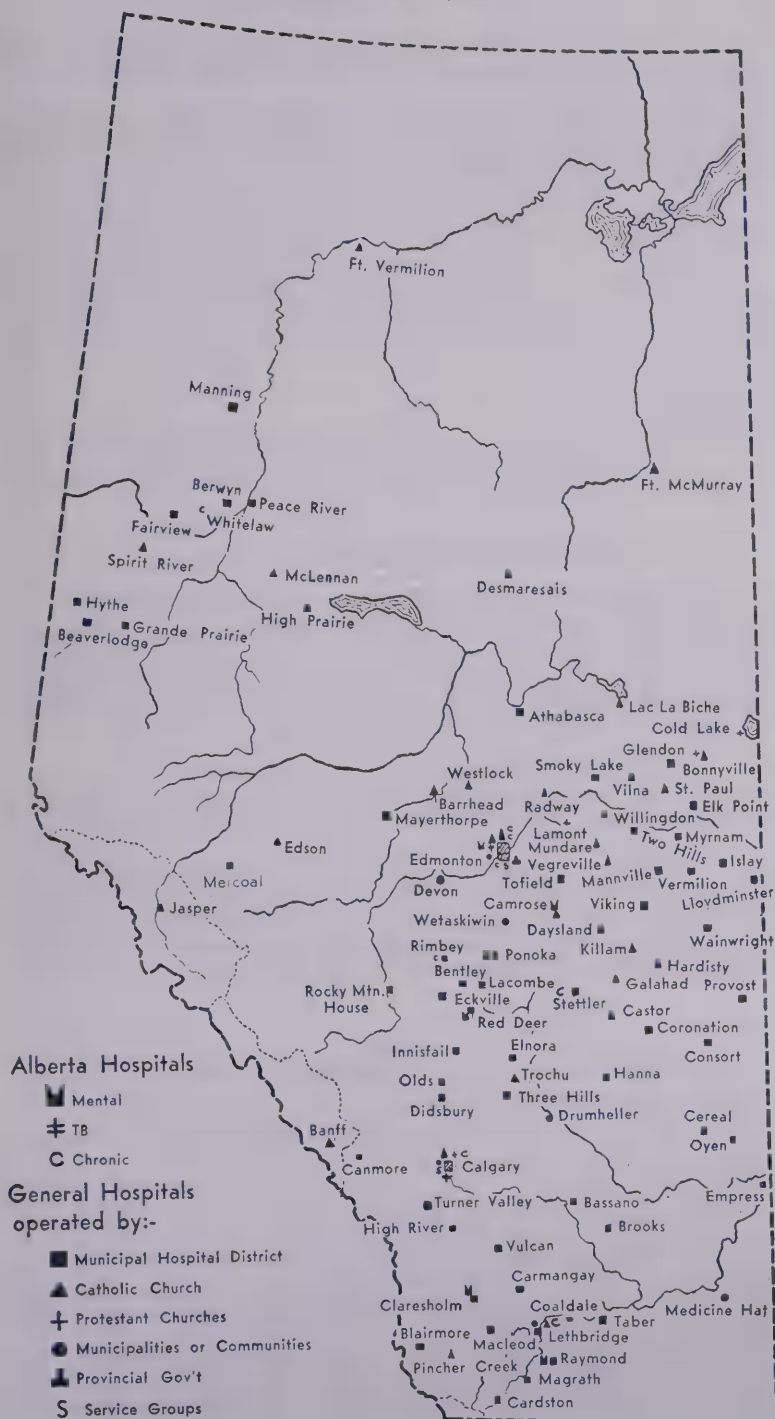 Ft. Vermilion
Manning
Ft. McMurray
Berwyn
Peace River
C
Whitelaw
Fairview
Spirit River
McLennan
Desmaresais
Hythe
High Prairie
Grande Prairie
Beaverlodge
Lac La Biche
Athabasca
Cold Lake
Glendon
Bonnyville
Westlock
Smoky Lake
Vilna
St. Paul
Barrhead
Radway
Elk Point
Willingdon
Mayerthorpe
Lamont
Two Hills
Myrnam
Mundare
Edson
Edmonton
Vegreville
Islay
Mercoal
Devon
Tofield
Mannville
Vermilion
Lloydminster
Camrose
Viking
Jasper
Wetaskiwin
Daysland
Wainwright
Rimbey
Ponoka
Killam
Hardisty
Bentley
Lacombe
Galahad
Provost
Rocky Mtn.
House
Eckville
Stettler
Red Deer
Castor
Coronation
Innisfail
Elnora
Consort
Alberta Hospitals
Mental
TB
C Chronic
Olds
Trochu
Hanna
Didsbury
Three Hills
Drumheller
Cereal
Oyen
Banff
Canmore
Calgary
General Hospitals
operated by:-
Turner Valley
Bassano
Empress
High River
Brooks
Municipal Hospital District
Vulcan
Catholic Church
Carmangay
Protestant Churches
Claresholm
Coaldale
Medicine Hat
Taber
Blairmore
Macleod
Lethbridge
Municipalities or Communities
Pincher Creek
Raymond
Provincial Gov't
Magrath
S Service Groups
Cardston